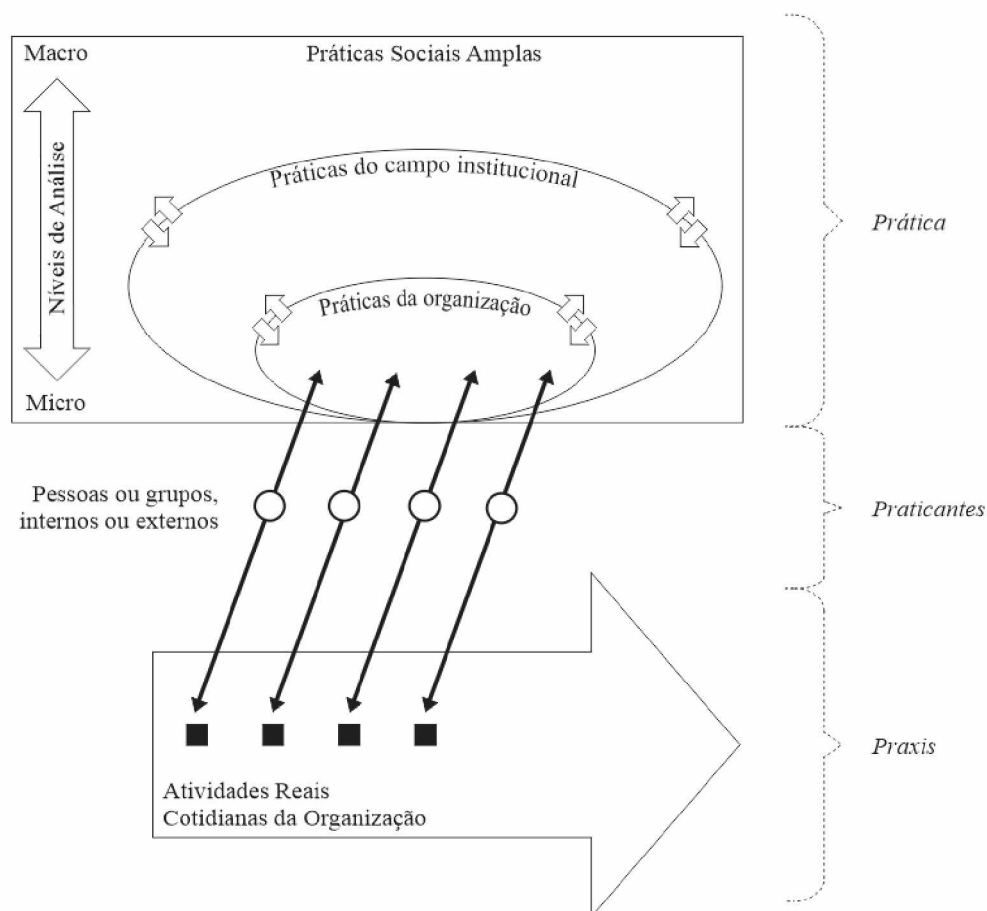 Macro
Práticas Sociais Amplas
Níveis de Análise
Práticas do campo institucional
Prática
Práticas da organização
Micro
Pessoas ou grupos,
internos ou externos
Praticantes
Praxis
Atividades Reais
Cotidianas da Organização